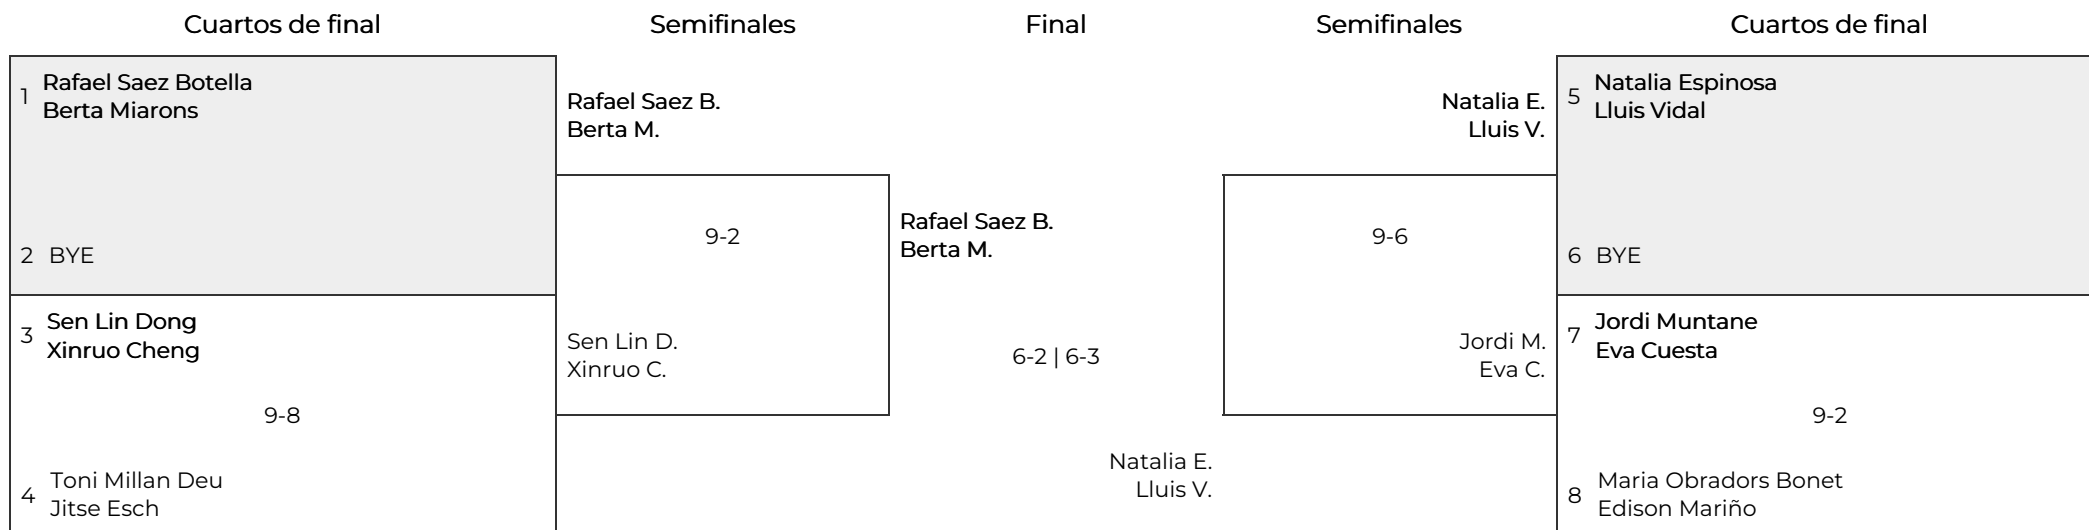 Cuartos de final
Semifinales
Final
Semifinales
Cuartos de final
1
Rafael Saez Botella
Berta Miarons
2 BYE
3
Sen Lin Dong
Xinruo Cheng
9-8
4
Toni Millan Deu
Jitse Esch
Rafael Saez B.
Berta M.
9-2
Sen Lin D.
Xinruo C.
Rafael Saez B.
Berta M.
6-2 | 6-3
Natalia E.
Lluis V.
Natalia E.
Lluis V.
9-6
Jordi M.
Eva C.
5
Natalia Espinosa
Lluis Vidal
6 BYE
7
Jordi Muntane
Eva Cuesta
9-2
8
Maria Obradors Bonet
Edison Mariño